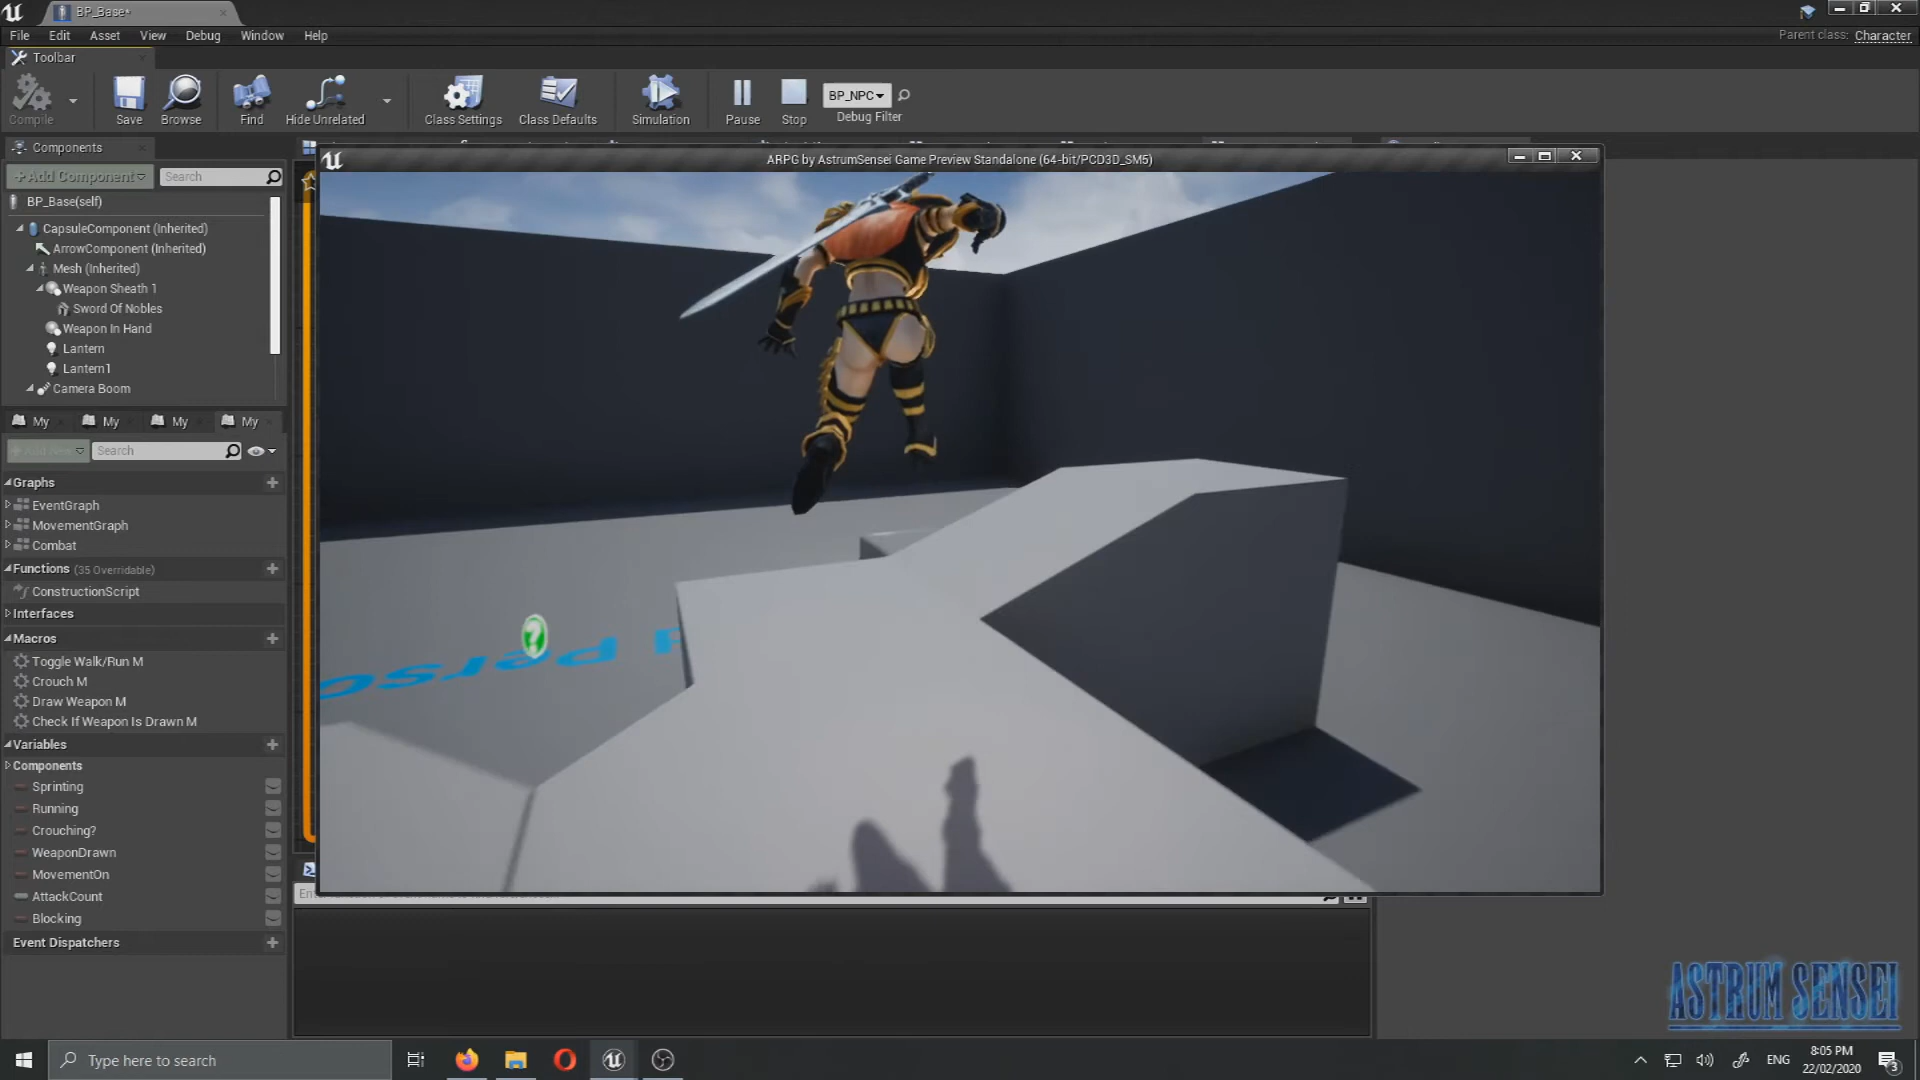 BP_Base*
File Edit Asset View Debug Window Help
Parent class: Character
Toolbar
Compile Save Browse Find Hide Unrelated Class Settings Class Defaults Simulation Pause Stop
BP_NPC
Debug Filter
Components
ARPG by AstrumSensei Game Preview Standalone (64-bit/PCD3D_SM5)
+Add Component Search
BP_Base(self)
CapsuleComponent (Inherited)
ArrowComponent (Inherited)
Mesh (Inherited)
Weapon Sheath 1
Sword Of Nobles
Weapon In Hand
Lantern
Lantern1
Camera Boom
My My My My
Add New Search
Graphs
EventGraph
MovementGraph
Combat
Functions (35 Overridable)
ConstructionScript
Interfaces
Macros
Toggle Walk/Run M
Crouch M
Draw Weapon M
Check If Weapon Is Drawn M
Variables
Components
Sprinting
Running
Crouching?
WeaponDrawn
MovementOn
AttackCount
Blocking
Event Dispatchers
ASTRUM SENSEI
Type here to search
ENG
8:05 PM
22/02/2020
3